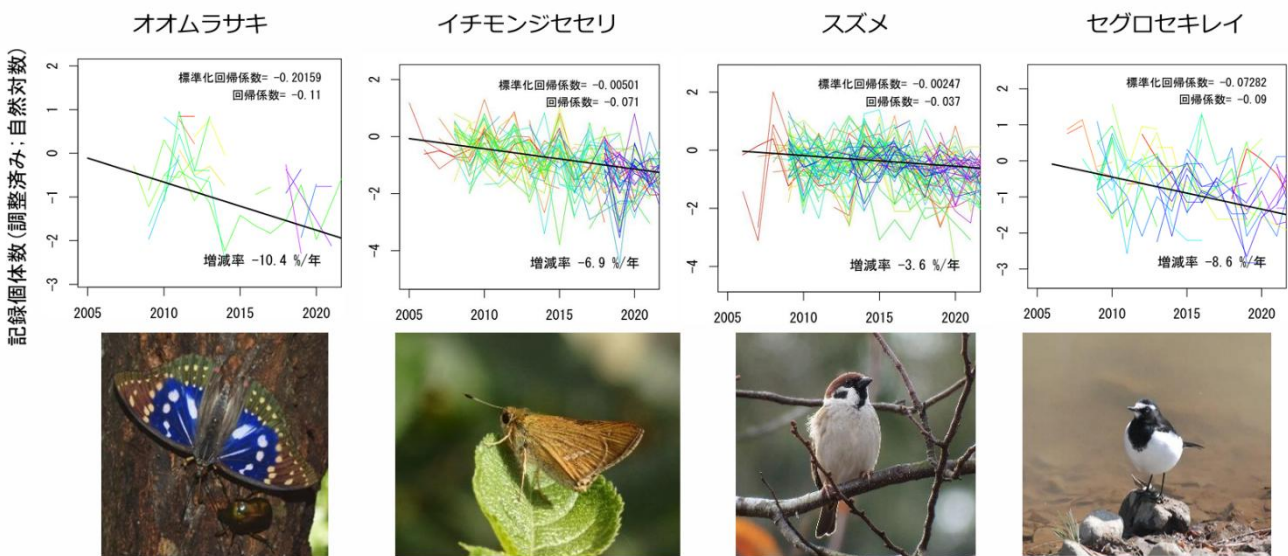 オオムラサキ
イチモンジセセリ
スズメ
セグロセキレイ
記録個体数(調整済み;自然対数)
標準化回帰係数= -0.20159
回帰係数= -0.11
増減率 -10.4 %/年
2
1
0
-1
-2
-3
2005
2010
2015
2020
標準化回帰係数= -0.00501
回帰係数= -0.071
増減率 -6.9 %/年
2
0
-2
-4
2005
2010
2015
2020
標準化回帰係数= -0.00247
回帰係数= -0.037
増減率 -3.6 %/年
2
0
-2
-4
2005
2010
2015
2020
標準化回帰係数= -0.07282
回帰係数= -0.09
増減率 -8.6 %/年
2
1
0
-1
-2
-3
2005
2010
2015
2020